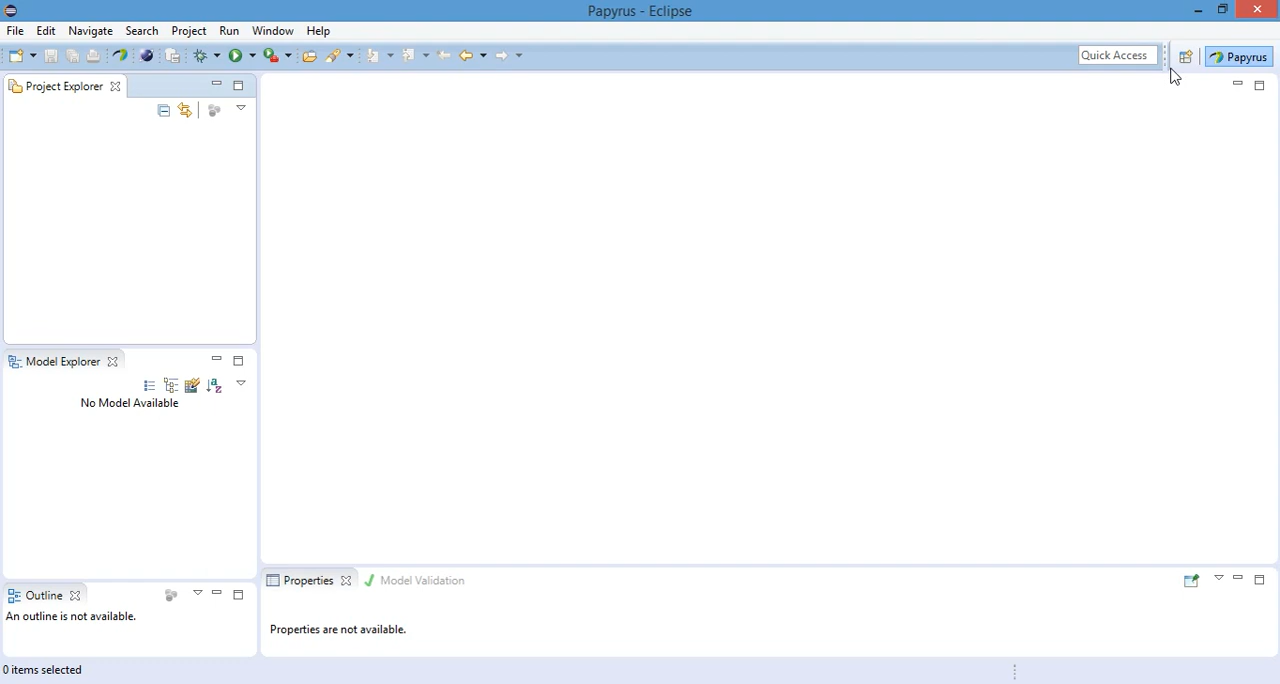 Papyrus - Eclipse
File Edit Navigate Search Project Run Window Help
Quick Access
Papyrus
Project Explorer
Model Explorer
No Model Available
Outline
An outline is not available.
Properties
Model Validation
Properties are not available.
0 items selected